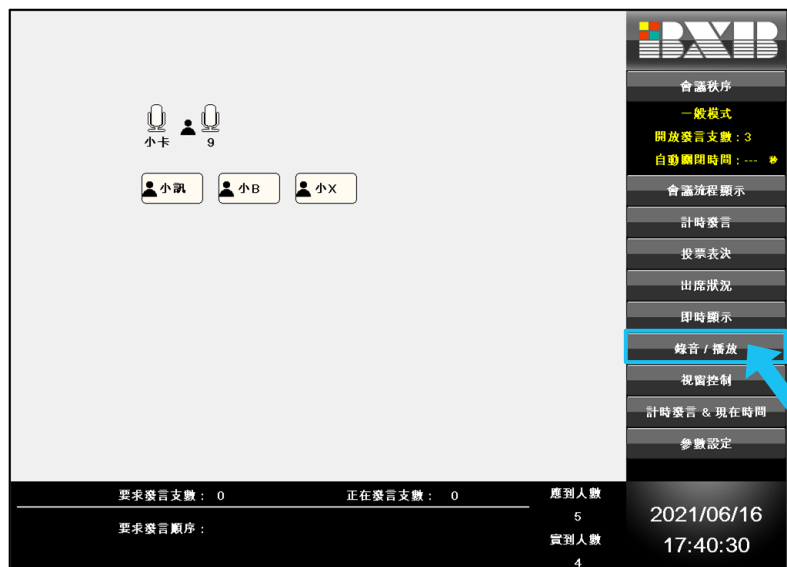 BXB
會議秩序
一般模式
開放發言支數：3
自動關閉時間：--- 秒
會議流程顯示
計時發言
投票表決
出席狀況
即時顯示
錄音 / 播放
視窗控制
計時發言 & 現在時間
參數設定
小卡
9
小訊
小B
小X
要求發言支數： 0
正在發言支數： 0
要求發言順序：
應到人數
5
實到人數
4
2021/06/16
17:40:30